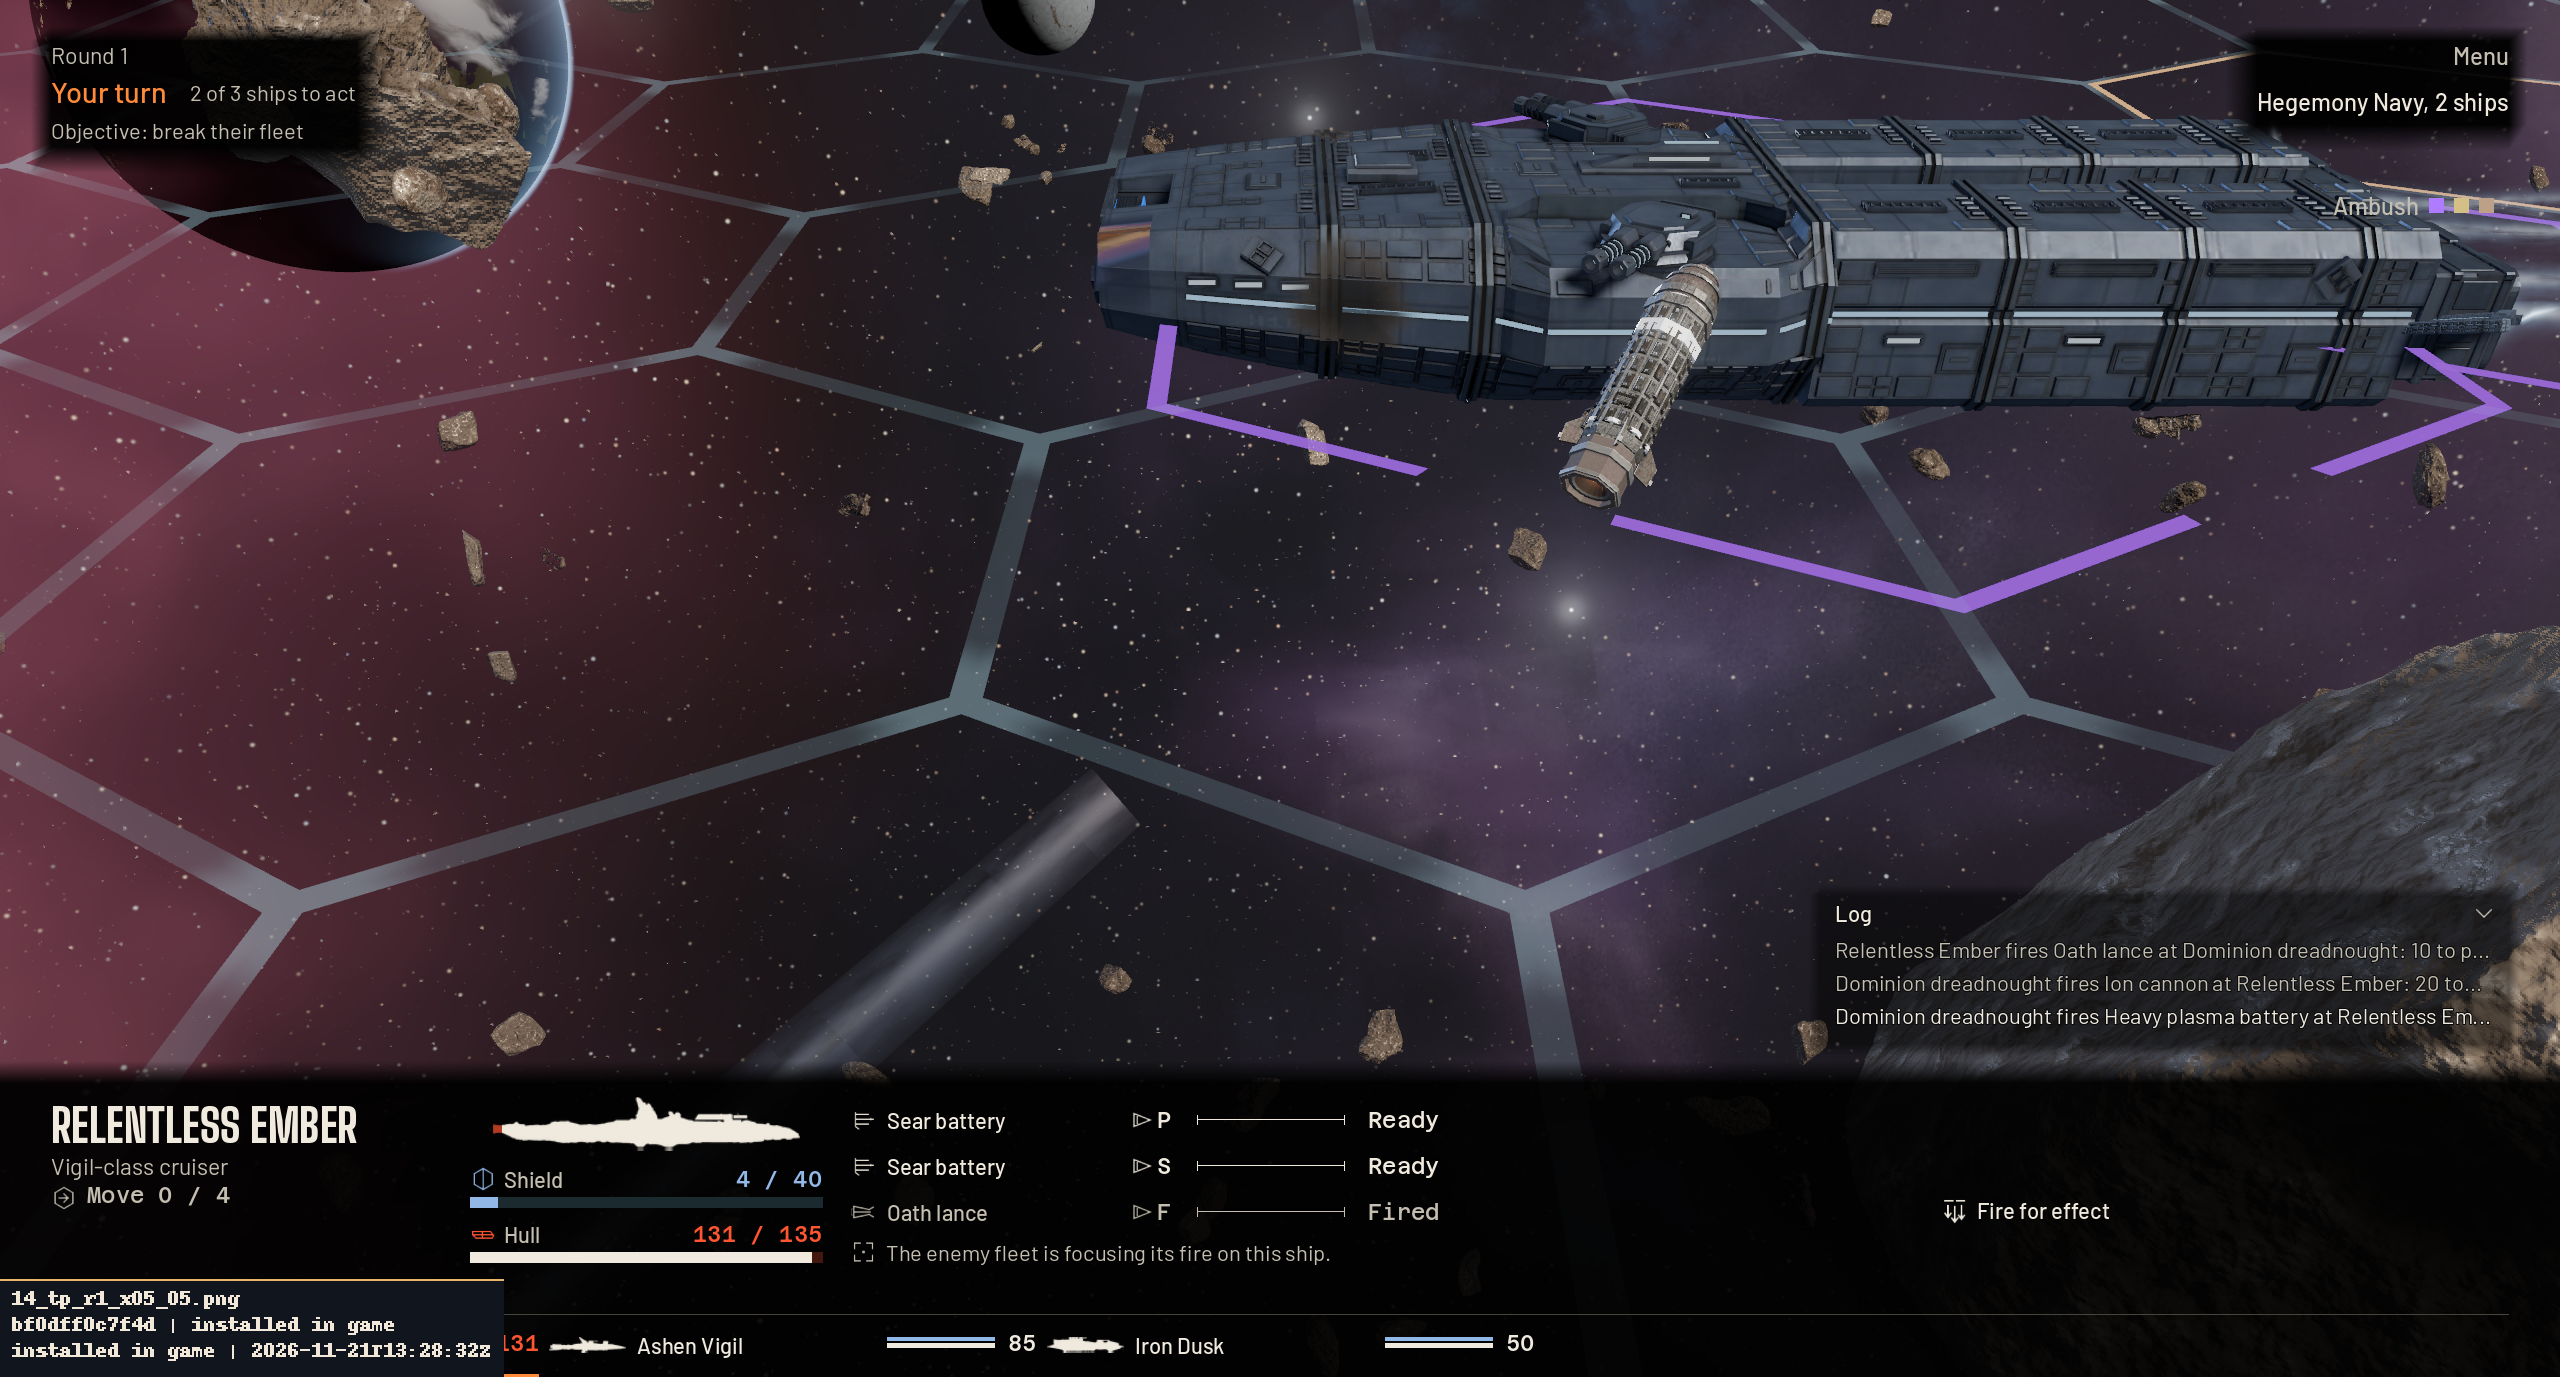 Round 1
Your turn 2 of 3 ships to act
Objective: break their fleet
Menu
Hegemony Navy, 2 ships
Ambush
Log
Relentless Ember fires Oath lance at Dominion dreadnought: 10 to p...
Dominion dreadnought fires Ion cannon at Relentless Ember: 20 to...
Dominion dreadnought fires Heavy plasma battery at Relentless Em...
RELENTLESS EMBER
Vigil-class cruiser
Move 0 / 4
Shield 4 / 40
Hull 131 / 135
Sear battery P Ready
Sear battery S Ready
Oath lance F Fired
The enemy fleet is focusing its fire on this ship.
Fire for effect
14_tp_r1_x05_05.png
bf0dff0c7f4d | installed in game
installed in game | 2026-11-21r13:28:32z
131 Ashen Vigil 85 Iron Dusk 50